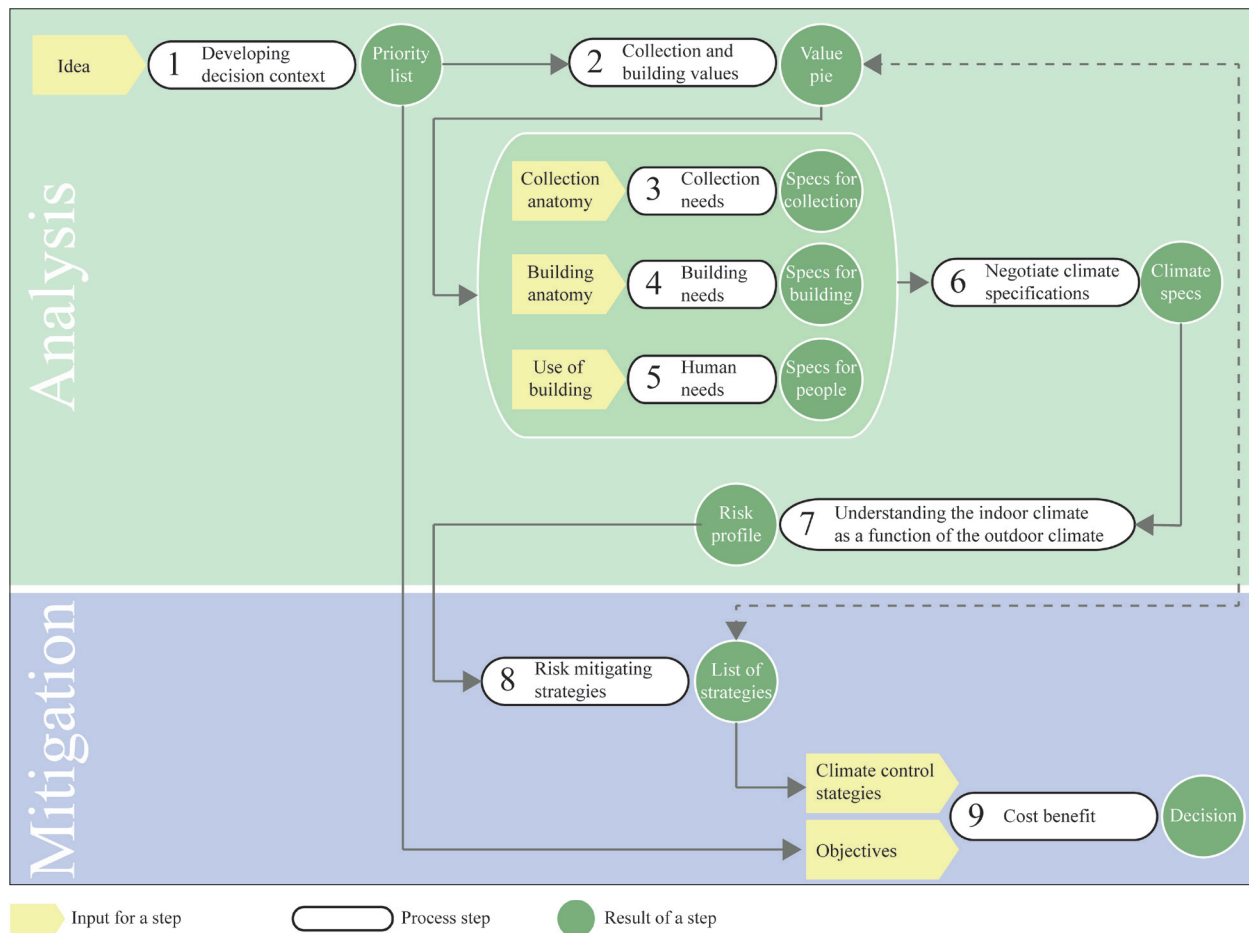 Analysis
Idea
1
Developing
decision context
Priority
list
2
Collection and
building values
Value
pie
Collection
anatomy
3
Collection
needs
Specs for
collection
Building
anatomy
4
Building
needs
Specs for
building
Use of
building
5
Human
needs
Specs for
people
6
Negotiate climate
specifications
Climate
specs
Risk
profile
7
Understanding the indoor climate
as a function of the outdoor climate
Mitigation
8
Risk mitigating
strategies
List of
strategies
Climate control
stategies
Objectives
9
Cost benefit
Decision
Input for a step
Process step
Result of a step